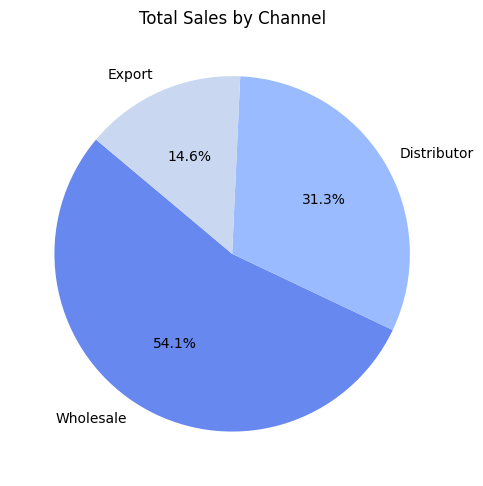 Total Sales by Channel
Export
Distributor
14.6%
31.3%
54.1%
Wholesale